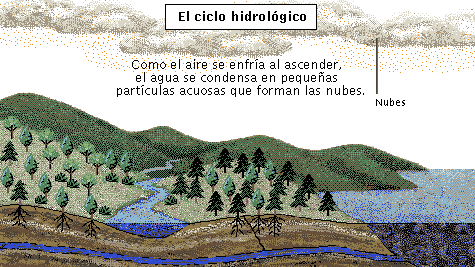 El ciclo hidrológico
Como el aire se enfría al ascender,
el agua se condensa en pequeñas
partículas acuosas que forman las nubes.
Nubes